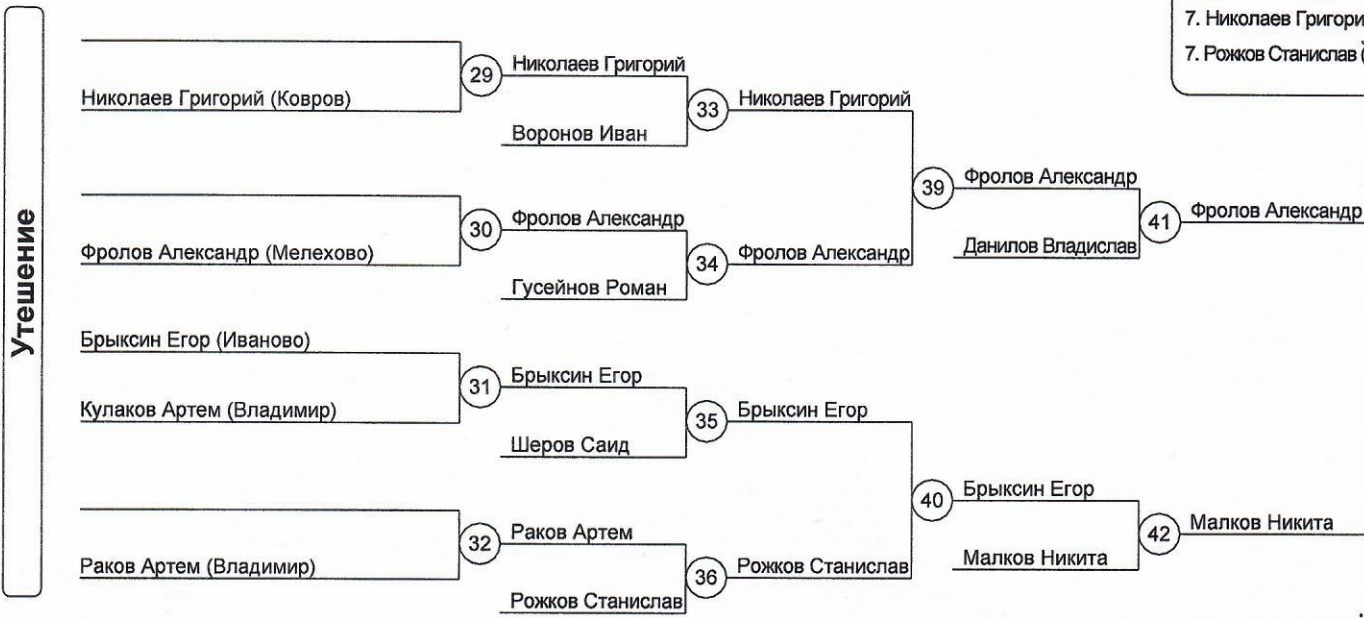 Утешение
7. Николаев Григори
7. Рожков Станислав (
Николаев Григорий (Ковров)
29
Николаев Григорий
Воронов Иван
33
Николаев Григорий
Фролов Александр (Мелехово)
30
Фролов Александр
Гусейнов Роман
34
Фролов Александр
39
Фролов Александр
Данилов Владислав
41
Фролов Александр
Брыксин Егор (Иваново)
Кулаков Артем (Владимир)
31
Брыксин Егор
Шеров Саид
35
Брыксин Егор
Раков Артем (Владимир)
32
Раков Артем
Рожков Станислав
36
Рожков Станислав
40
Брыксин Егор
Малков Никита
42
Малков Никита